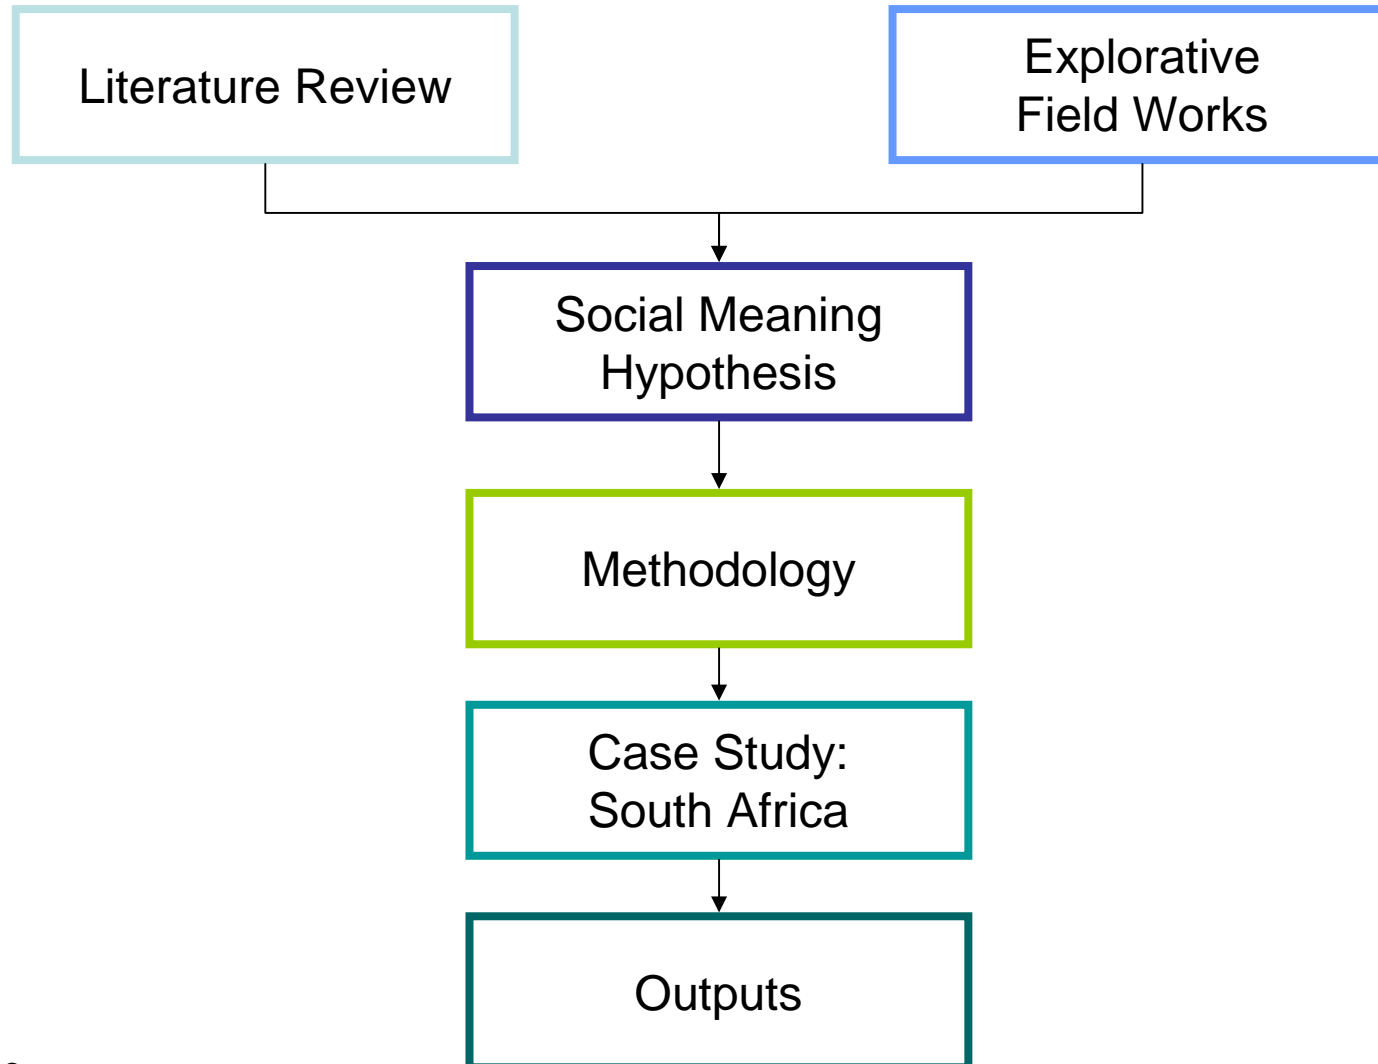 Literature Review
Explorative
Field Works
Social Meaning
Hypothesis
Methodology
Case Study:
South Africa
Outputs